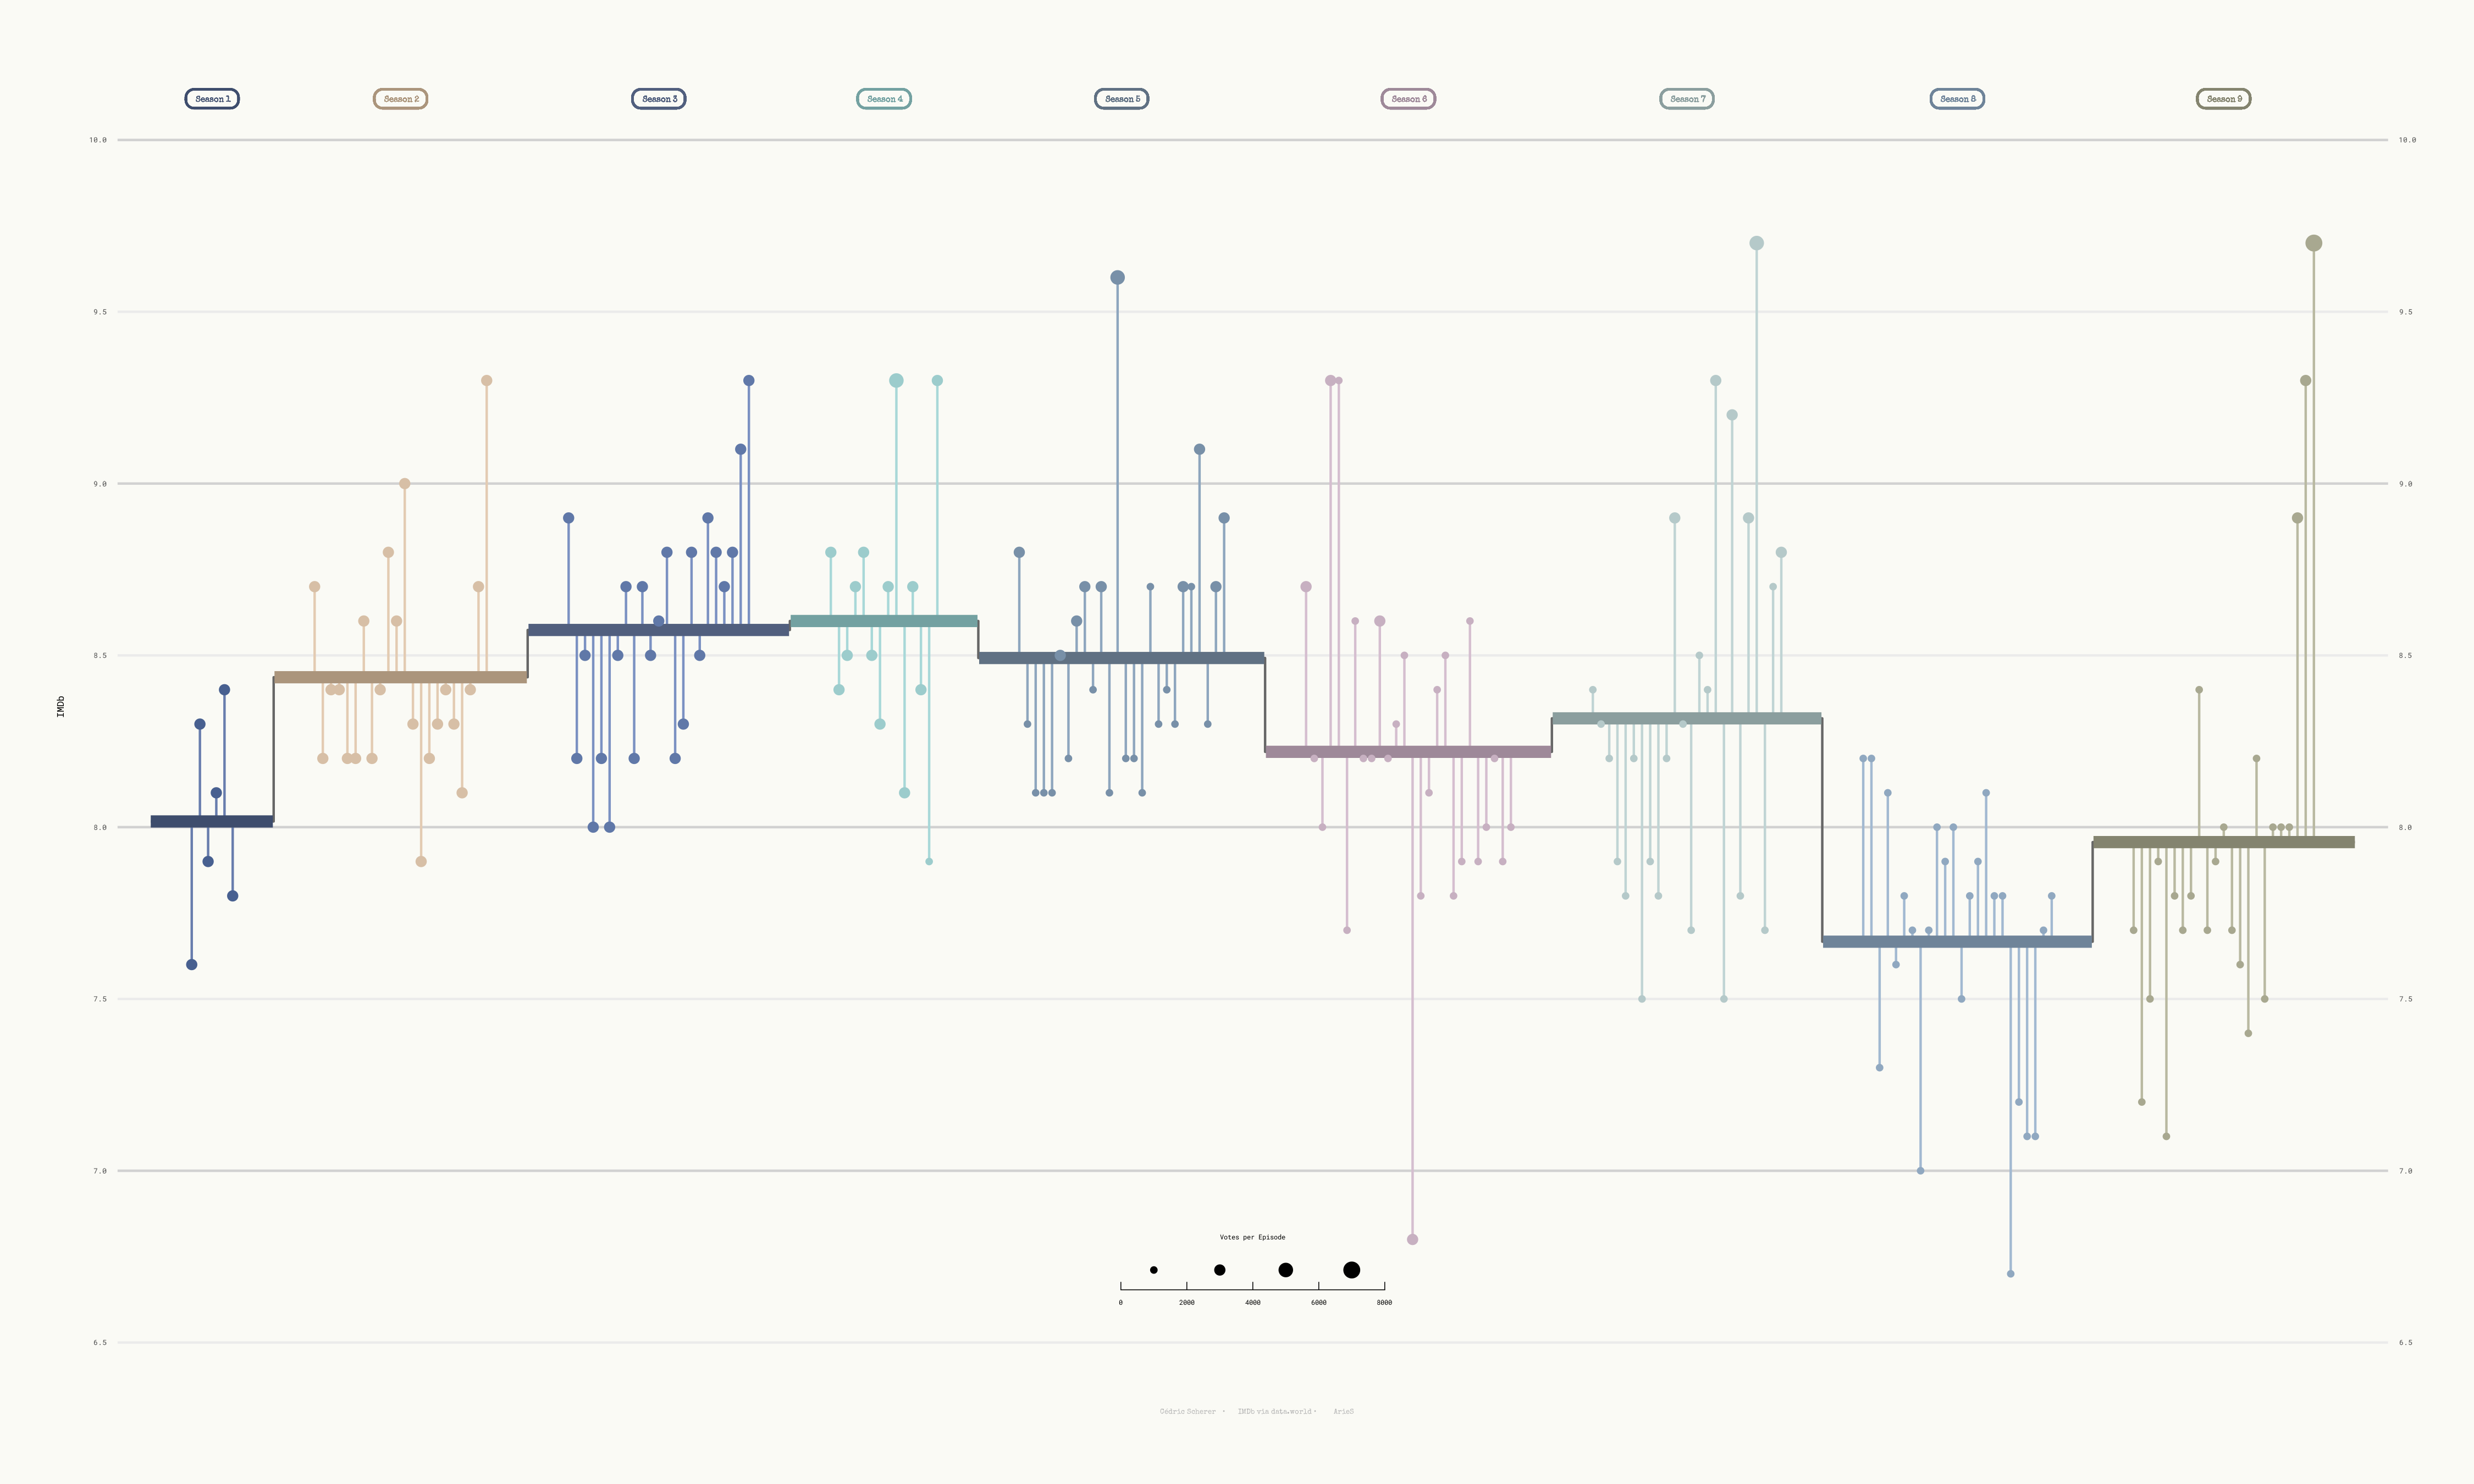 Season 1
Season 2
Season 3
Season 4
Season 5
Season 6
Season 7
Season 8
Season 9
10.0 10.0
9.5 9.5
9.0 9.0
8.5 8.5
IMDb
8.0 8.0
7.5 7.5
7.0 7.0
Votes per Episode
0 2000 4000 6000 8000
6.5 6.5
Cédric Scherer • IMDb via data.world • ArieS